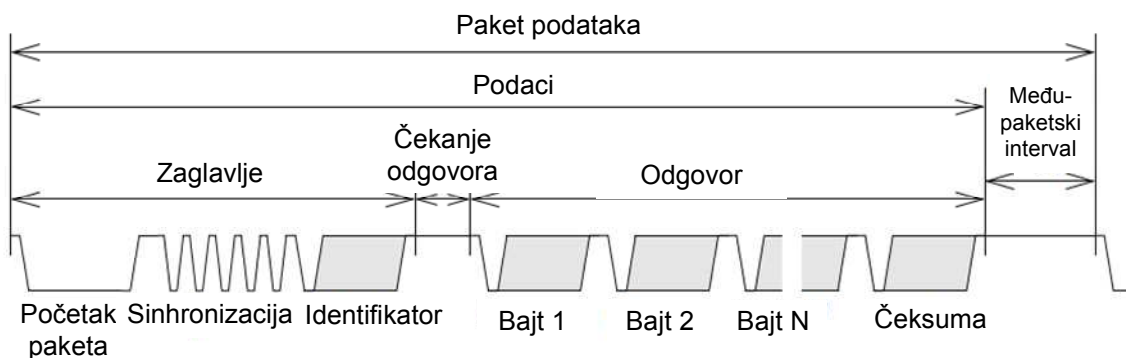 Paket podataka
Podaci
Među-
paketski
interval
Čekanje
odgovora
Zaglavlje
Odgovor
Početak
paketa
Sinhronizacija
Identifikator
Bajt 1
Bajt 2
Bajt N
Čeksuma